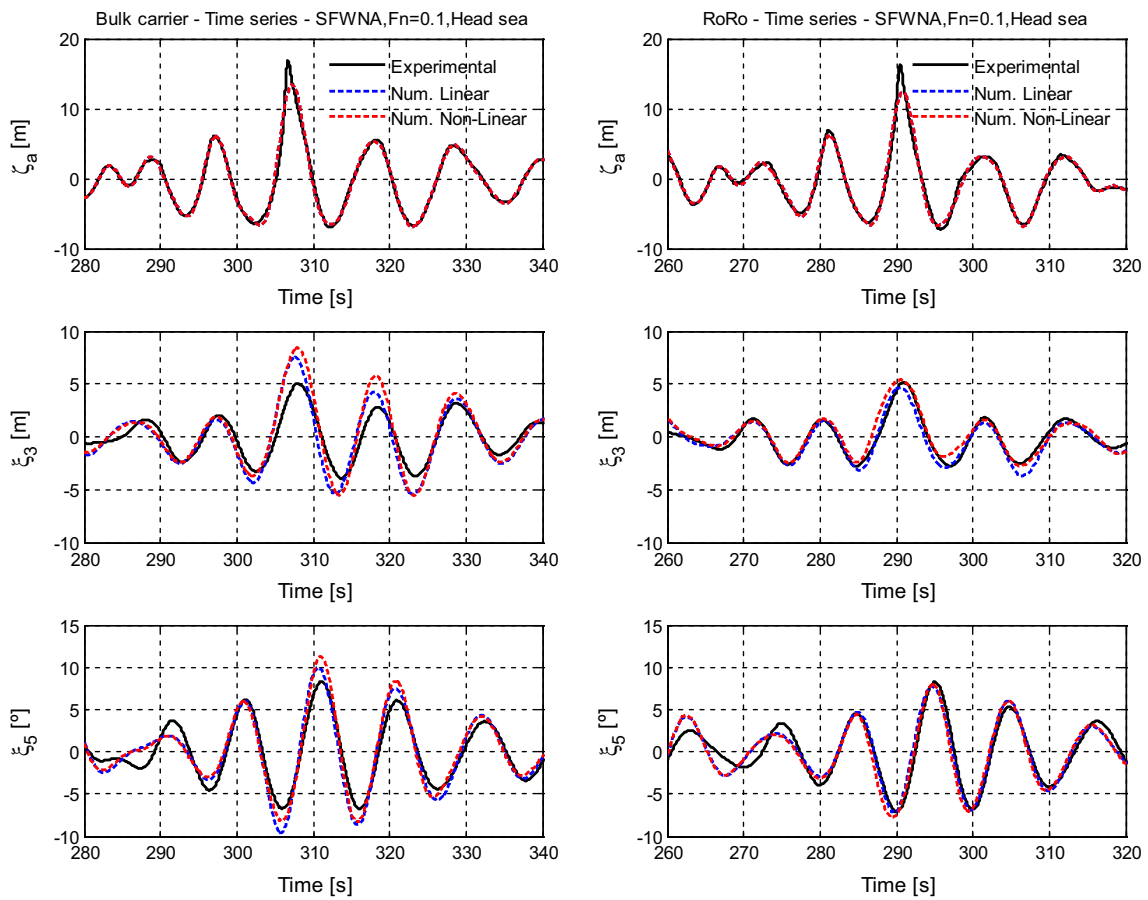 Bulk carrier - Time series - SFWNA,Fn=0.1,Head sea
20
10
0
-10
ζa [m]
Experimental
Num. Linear
Num. Non-Linear
280 290 300 310 320 330 340
Time [s]
RoRo - Time series - SFWNA,Fn=0.1,Head sea
20
10
0
-10
ζa [m]
Experimental
Num. Linear
Num. Non-Linear
260 270 280 290 300 310 320
Time [s]
10
5
0
-5
-10
ξ3 [m]
280 290 300 310 320 330 340
Time [s]
10
5
0
-5
-10
ξ3 [m]
260 270 280 290 300 310 320
Time [s]
15
10
5
0
-5
-10
ξ5 [º]
280 290 300 310 320 330 340
Time [s]
15
10
5
0
-5
-10
ξ5 [º]
260 270 280 290 300 310 320
Time [s]